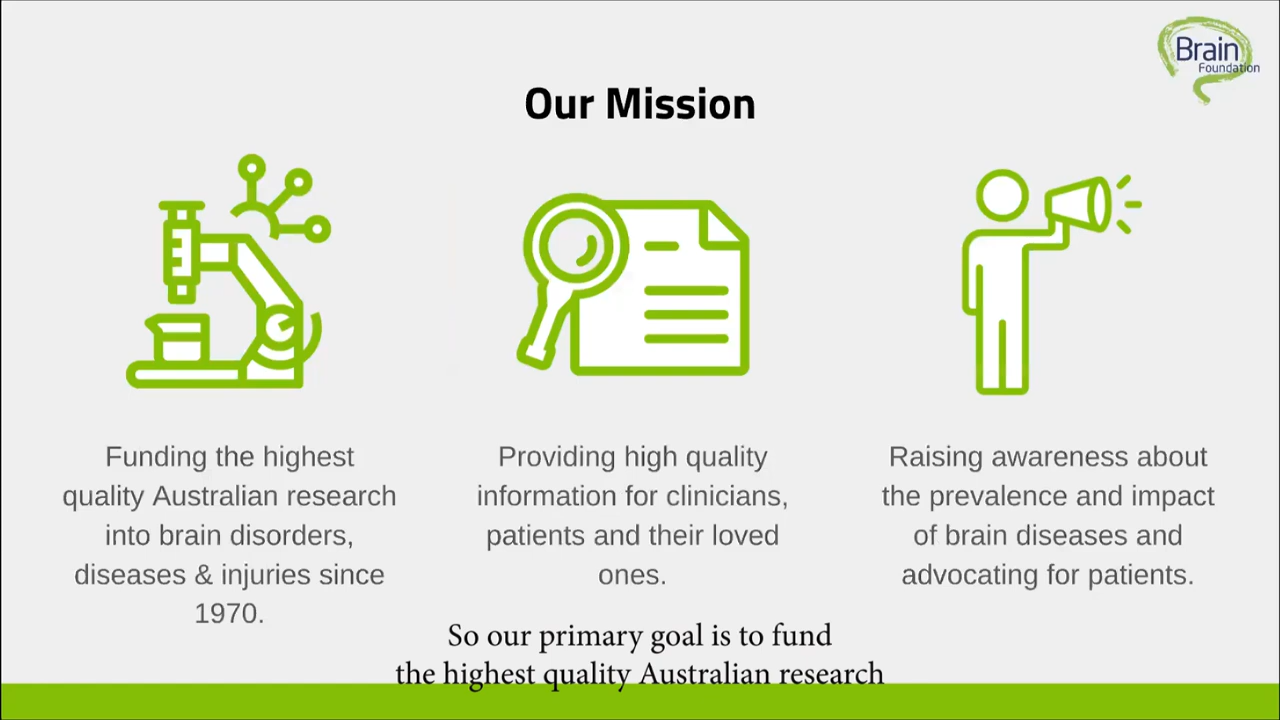 Brain
Foundation
Our Mission
Funding the highest
quality Australian research
into brain disorders,
diseases & injuries since
1970.
Providing high quality
information for clinicians,
patients and their loved
ones.
Raising awareness about
the prevalence and impact
of brain diseases and
advocating for patients.
So our primary goal is to fund
the highest quality Australian research